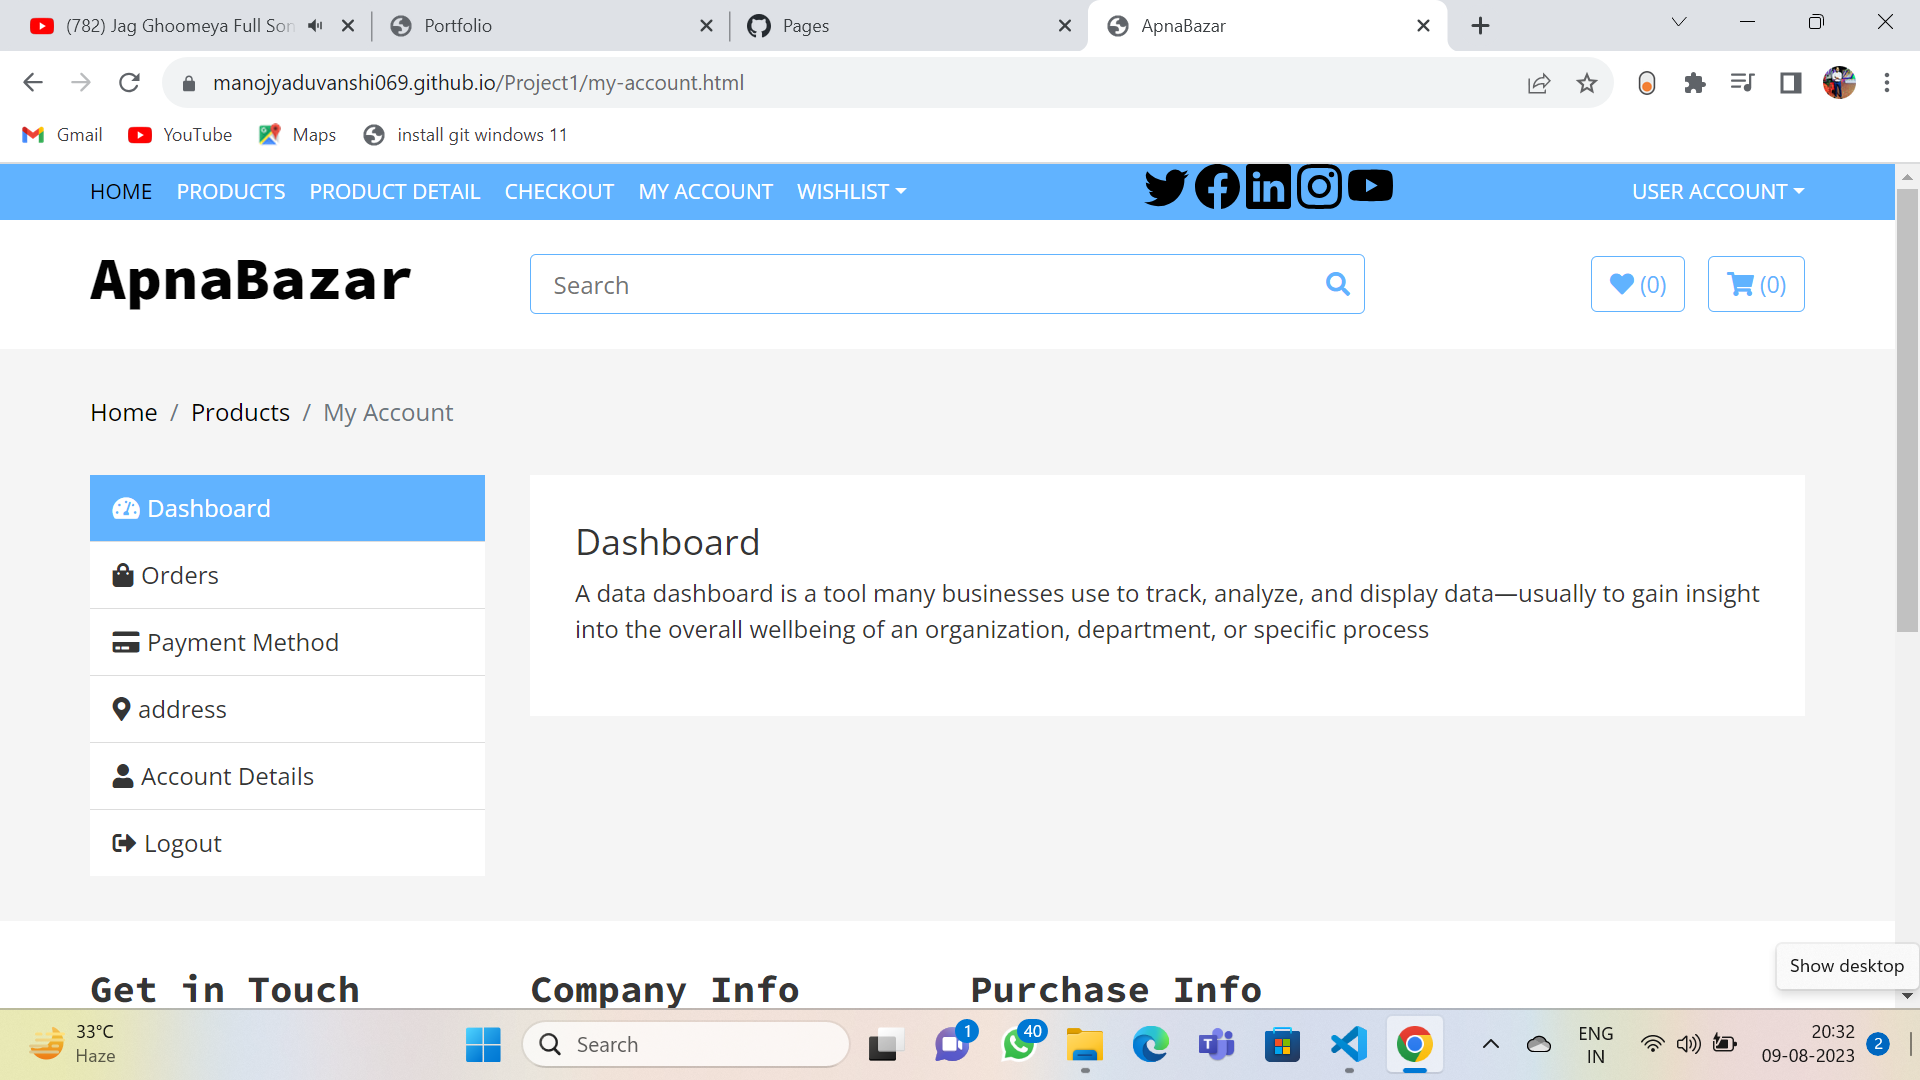 (782) Jag Ghoomeya Full Son
Portfolio
Pages
ApnaBazar
manojyaduvanshi069.github.io/Project1/my-account.html
Gmail
YouTube
Maps
install git windows 11
HOME PRODUCTS PRODUCT DETAIL CHECKOUT MY ACCOUNT WISHLIST
USER ACCOUNT
ApnaBazar
Search
(0)
(0)
Home / Products / My Account
Dashboard
Orders
Payment Method
address
Account Details
Logout
Dashboard
A data dashboard is a tool many businesses use to track, analyze, and display data—usually to gain insight
into the overall wellbeing of an organization, department, or specific process
Get in Touch
Company Info
Purchase Info
Show desktop
33°C
Haze
Search
1
40
ENG
IN
20:32
09-08-2023
2